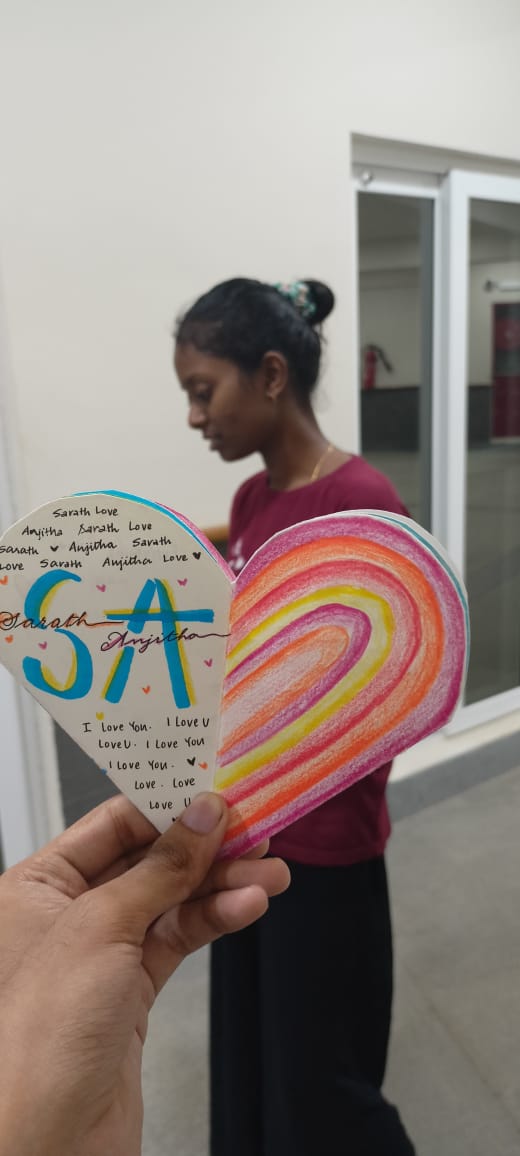 Sarath Love
Anjitha Sarath Love
Sarath ♥ Anjitha Sarath
Love Sarath Anjitha Love ♥
SA
Sarath
Anjitha
I Love You. I Love U
Love U. I Love You
I Love You. ♥
Love. Love
Love U